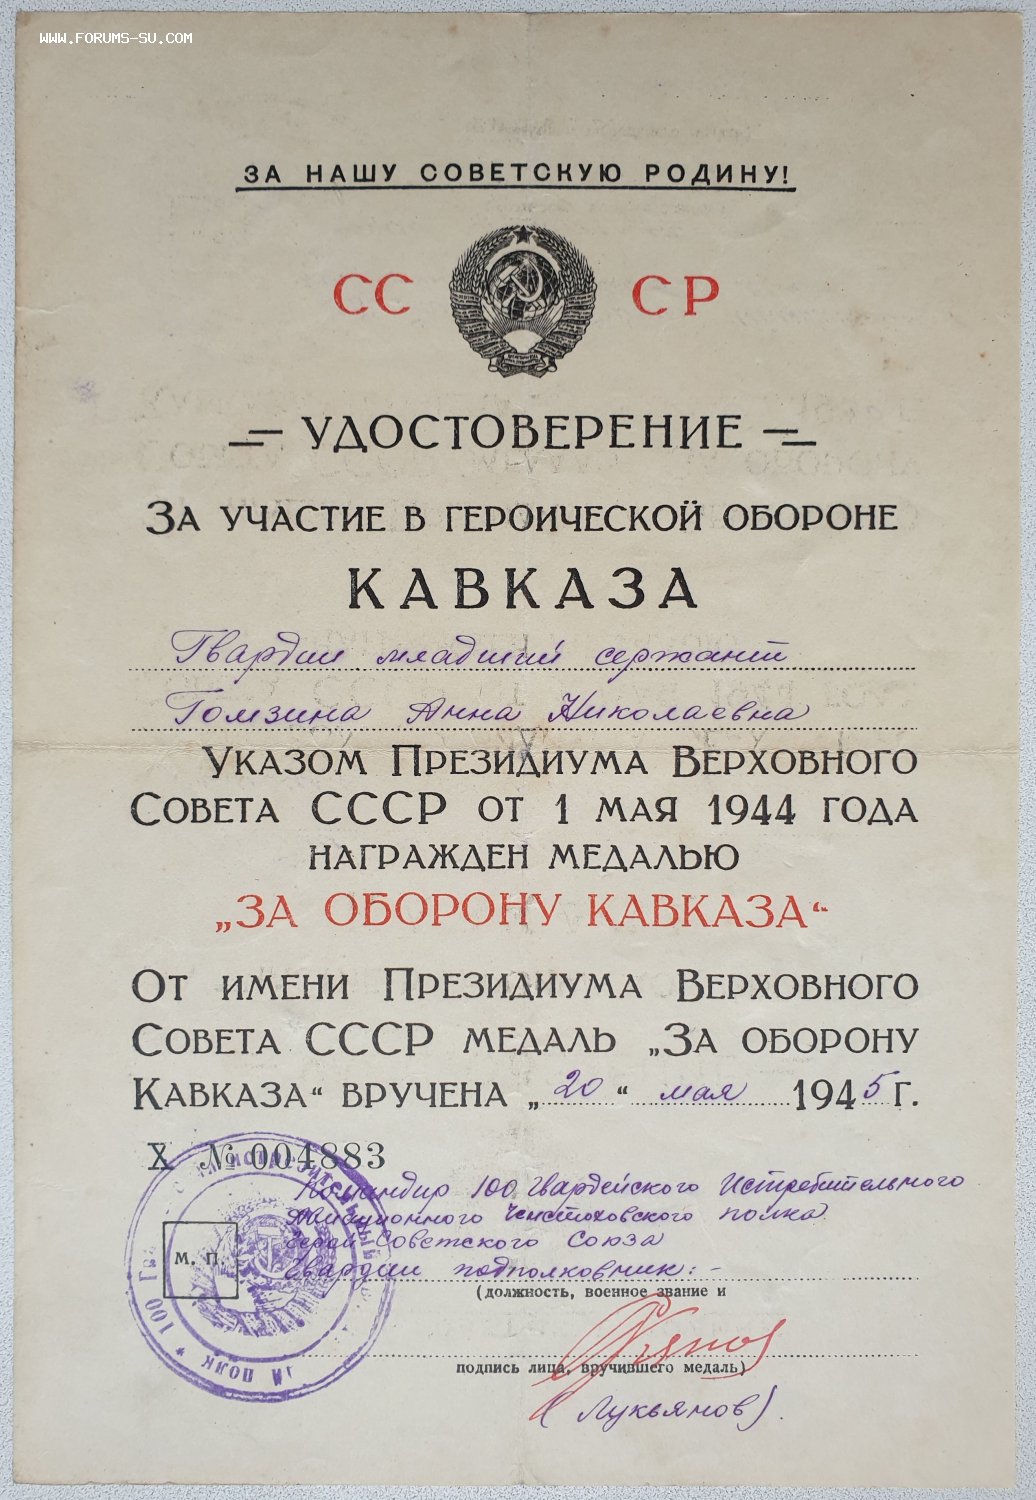 WWW.FORUMS-SU.COM
ЗА НАШУ СОВЕТСКУЮ РОДИНУ!
СС СР
УДОСТОВЕРЕНИЕ
ЗА УЧАСТИЕ В ГЕРОИЧЕСКОЙ ОБОРОНЕ
КАВКАЗА
Гвардии младший сержант
Томзина Анна Николаевна
УКАЗОМ ПРЕЗИДИУМА ВЕРХОВНОГО
СОВЕТА СССР ОТ 1 МАЯ 1944 ГОДА
НАГРАЖДЕН МЕДАЛЬЮ
„ЗА ОБОРОНУ КАВКАЗА“
ОТ ИМЕНИ ПРЕЗИДИУМА ВЕРХОВНОГО
СОВЕТА СССР МЕДАЛЬ „ЗА ОБОРОНУ
КАВКАЗА“ ВРУЧЕНА „20“ мая 1945 Г.
Х № 004883
Командир 100 Гвардейского Истребительного
Авиационного Ченстоховского полка
Герой Советского Союза
Гвардии подполковник: -
М. П.
(должность, военное звание и
подпись лица, вручившего медаль)
(Лукьянов).
* 100 ПОЛК